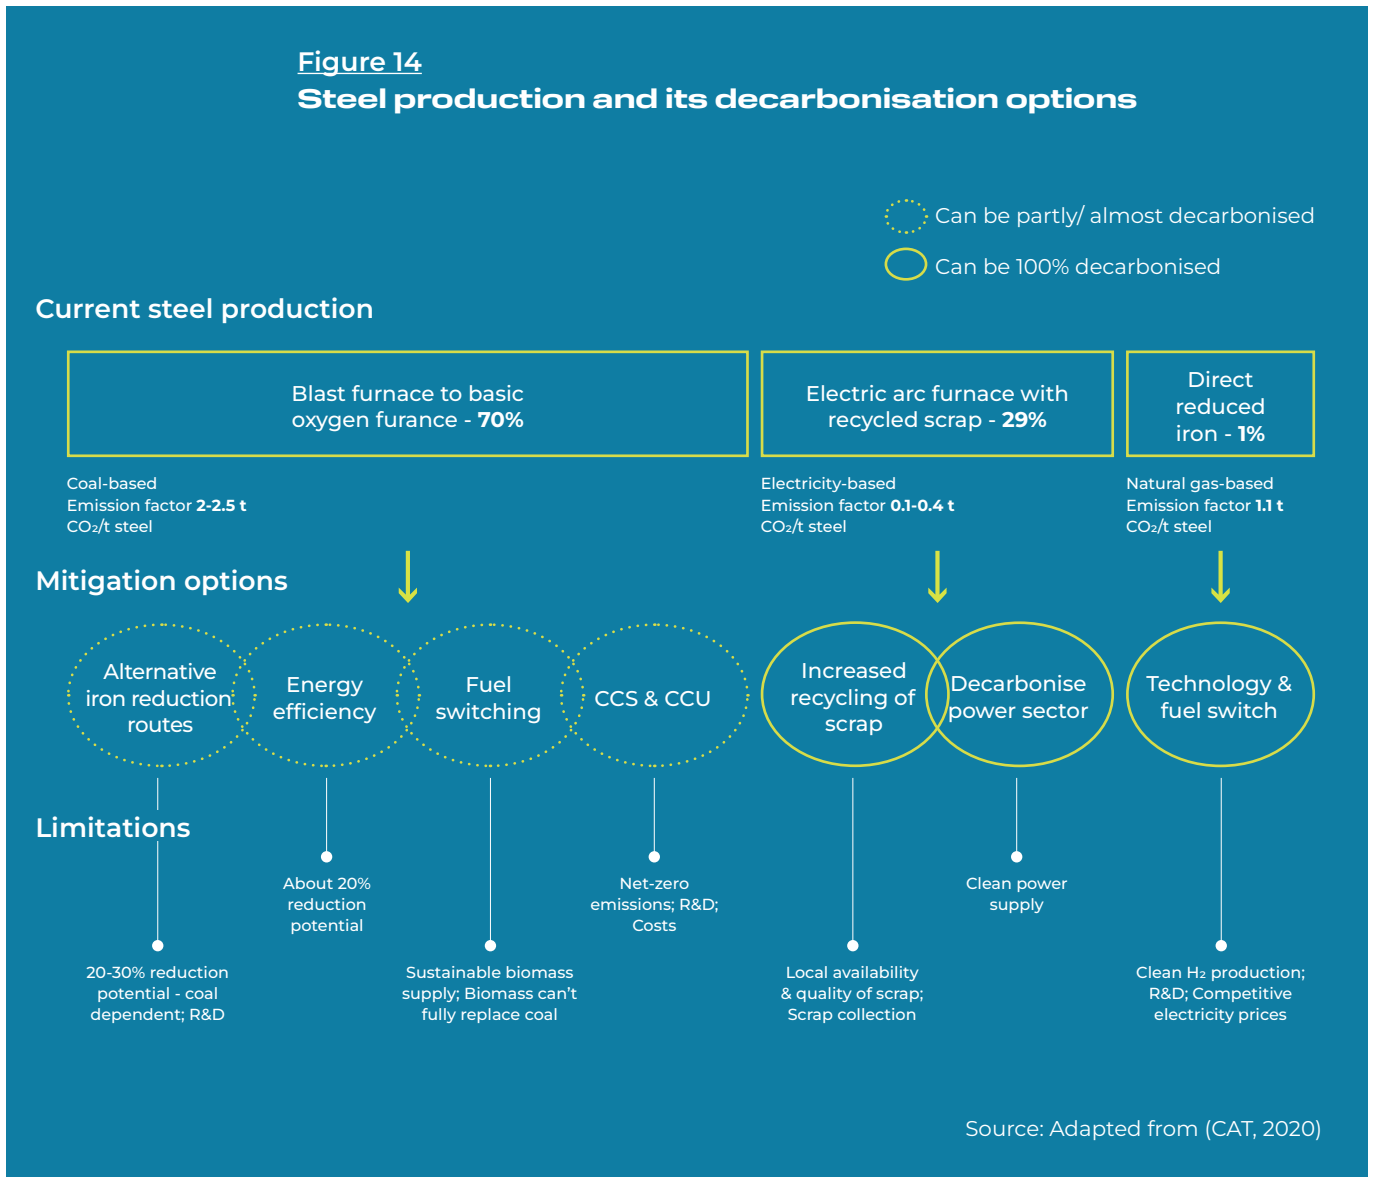 Figure 14
Steel production and its decarbonisation options
Can be partly/ almost decarbonised
Can be 100% decarbonised
Current steel production
Blast furnace to basic
oxygen furance - 70%
Electric arc furnace with
recycled scrap - 29%
Direct
reduced
iron - 1%
Coal-based
Emission factor 2-2.5 t
CO₂/t steel
Electricity-based
Emission factor 0.1-0.4 t
CO₂/t steel
Natural gas-based
Emission factor 1.1 t
CO₂/t steel
Mitigation options
Alternative
iron reduction
routes
Energy
efficiency
Fuel
switching
CCS & CCU
Increased
recycling of
scrap
Decarbonise
power sector
Technology &
fuel switch
Limitations
20-30% reduction
potential - coal
dependent; R&D
About 20%
reduction
potential
Sustainable biomass
supply; Biomass can't
fully replace coal
Net-zero
emissions; R&D;
Costs
Local availability
& quality of scrap;
Scrap collection
Clean power
supply
Clean H₂ production;
R&D; Competitive
electricity prices
Source: Adapted from (CAT, 2020)